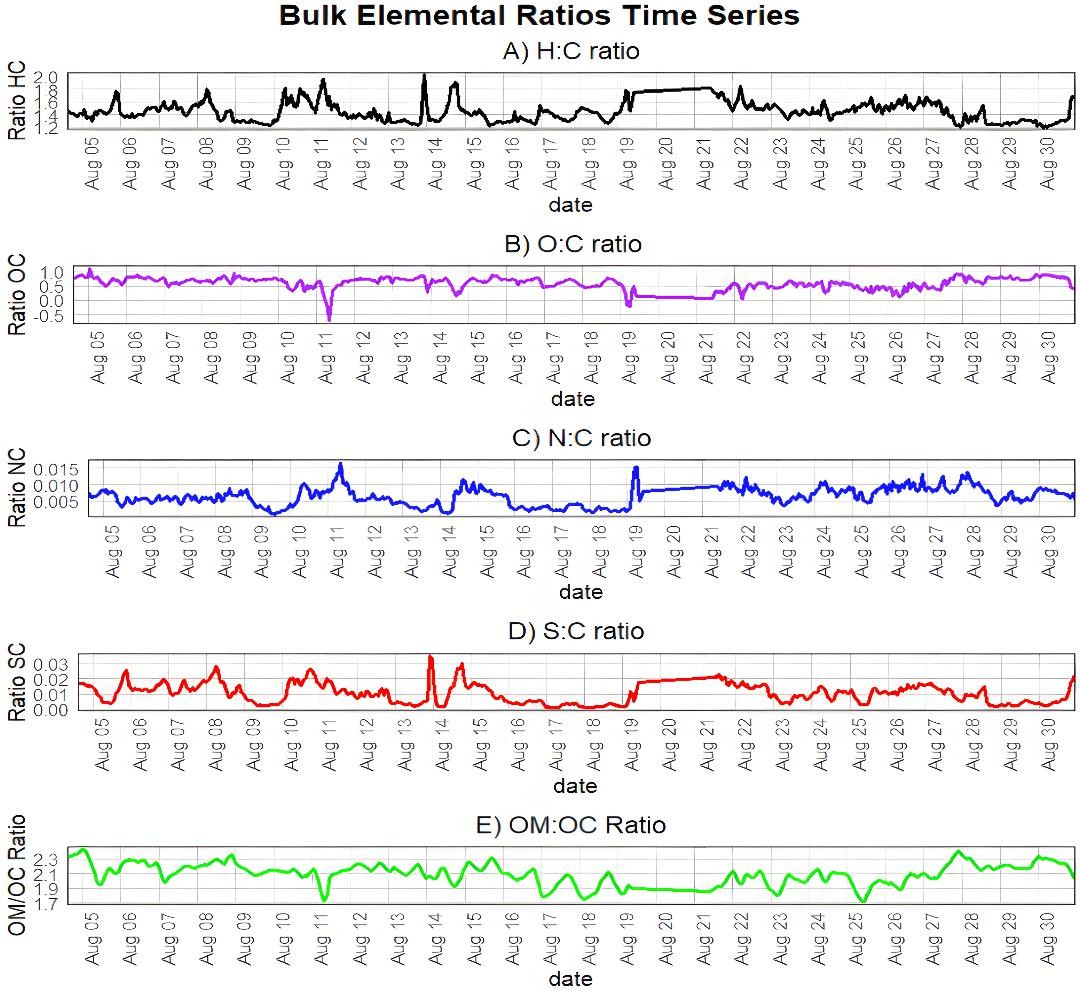 Bulk Elemental Ratios Time Series
A) H:C ratio
Ratio HC
2.0
1.8
1.6
1.4
1.2
Aug 05 Aug 06 Aug 07 Aug 08 Aug 09 Aug 10 Aug 11 Aug 12 Aug 13 Aug 14 Aug 15 Aug 16 Aug 17 Aug 18 Aug 19 Aug 20 Aug 21 Aug 22 Aug 23 Aug 24 Aug 25 Aug 26 Aug 27 Aug 28 Aug 29 Aug 30
date
B) O:C ratio
Ratio OC
1.0
0.5
0.0
-0.5
Aug 05 Aug 06 Aug 07 Aug 08 Aug 09 Aug 10 Aug 11 Aug 12 Aug 13 Aug 14 Aug 15 Aug 16 Aug 17 Aug 18 Aug 19 Aug 20 Aug 21 Aug 22 Aug 23 Aug 24 Aug 25 Aug 26 Aug 27 Aug 28 Aug 29 Aug 30
date
C) N:C ratio
Ratio NC
0.015
0.010
0.005
Aug 05 Aug 06 Aug 07 Aug 08 Aug 09 Aug 10 Aug 11 Aug 12 Aug 13 Aug 14 Aug 15 Aug 16 Aug 17 Aug 18 Aug 19 Aug 20 Aug 21 Aug 22 Aug 23 Aug 24 Aug 25 Aug 26 Aug 27 Aug 28 Aug 29 Aug 30
date
D) S:C ratio
Ratio SC
0.03
0.02
0.01
0.00
Aug 05 Aug 06 Aug 07 Aug 08 Aug 09 Aug 10 Aug 11 Aug 12 Aug 13 Aug 14 Aug 15 Aug 16 Aug 17 Aug 18 Aug 19 Aug 20 Aug 21 Aug 22 Aug 23 Aug 24 Aug 25 Aug 26 Aug 27 Aug 28 Aug 29 Aug 30
date
E) OM:OC Ratio
OM/OC Ratio
2.3
2.1
1.9
1.7
Aug 05 Aug 06 Aug 07 Aug 08 Aug 09 Aug 10 Aug 11 Aug 12 Aug 13 Aug 14 Aug 15 Aug 16 Aug 17 Aug 18 Aug 19 Aug 20 Aug 21 Aug 22 Aug 23 Aug 24 Aug 25 Aug 26 Aug 27 Aug 28 Aug 29 Aug 30
date